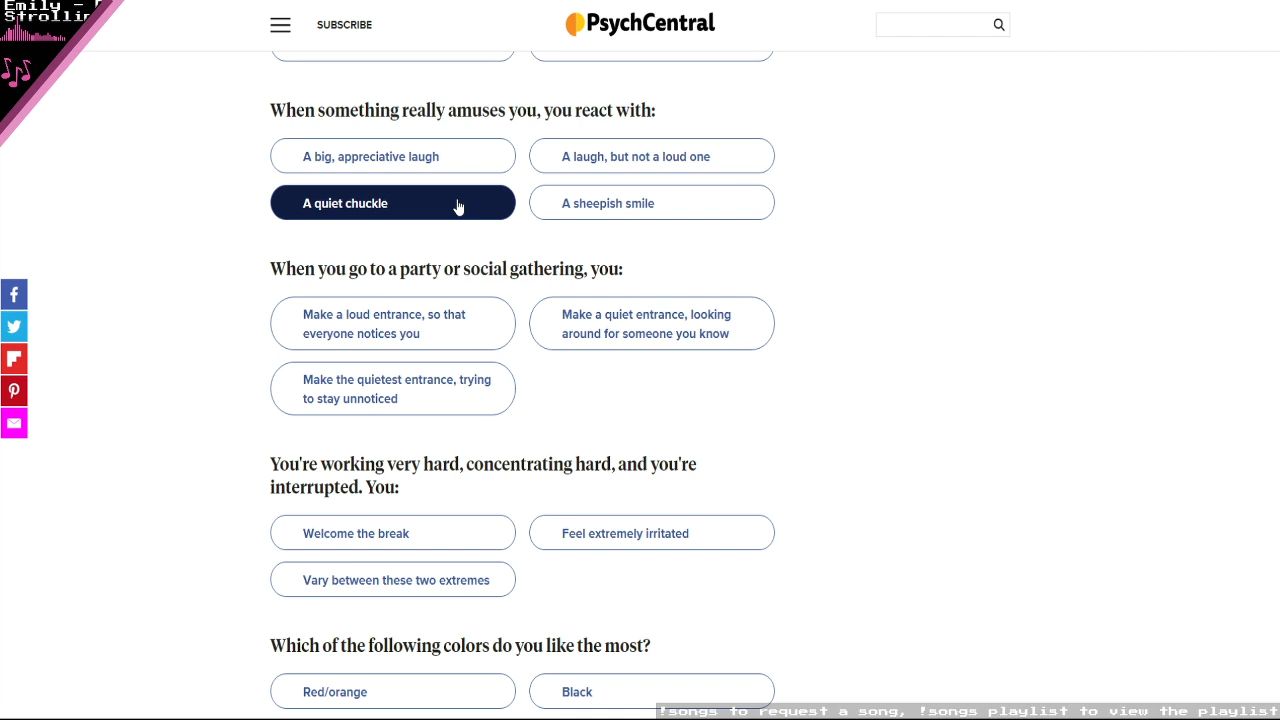 Emily –
Strollin
SUBSCRIBE
PsychCentral
When something really amuses you, you react with:
A big, appreciative laugh
A laugh, but not a loud one
A quiet chuckle
A sheepish smile
When you go to a party or social gathering, you:
Make a loud entrance, so that
everyone notices you
Make a quiet entrance, looking
around for someone you know
Make the quietest entrance, trying
to stay unnoticed
You're working very hard, concentrating hard, and you're
interrupted. You:
Welcome the break
Feel extremely irritated
Vary between these two extremes
Which of the following colors do you like the most?
Red/orange
Black
!songs to request a song, !songs playlist to view the playlist